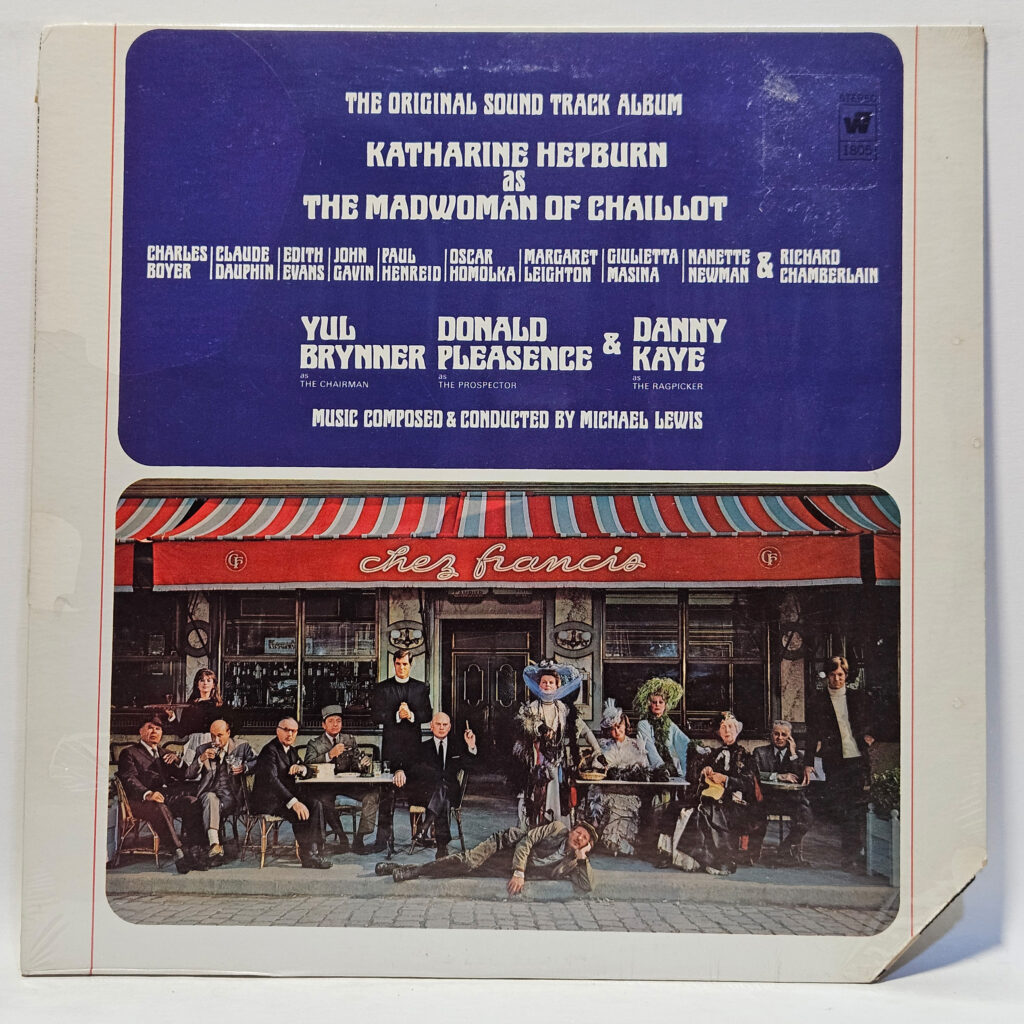 THE ORIGINAL SOUND TRACK ALBUM
STEREO
W7
1805
KATHARINE HEPBURN
as
THE MADWOMAN OF CHAILLOT
CHARLES BOYER | CLAUDE DAUPHIN | EDITH EVANS | JOHN GAVIN | PAUL HENREID | OSCAR HOMOLKA | MARGARET LEIGHTON | GIULIETTA MASINA | NANETTE NEWMAN & RICHARD CHAMBERLAIN
YUL BRYNNER as THE CHAIRMAN
DONALD PLEASENCE as THE PROSPECTOR
& DANNY KAYE as THE RAGPICKER
MUSIC COMPOSED & CONDUCTED BY MICHAEL LEWIS
CF chez francis CF